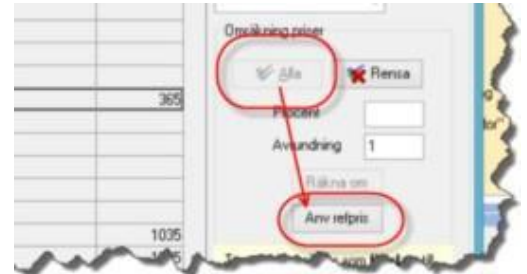 Omräkning priser
Alla
Rensa
365
Procent
Avrundning 1
Räkna om
Anv refpris
1035